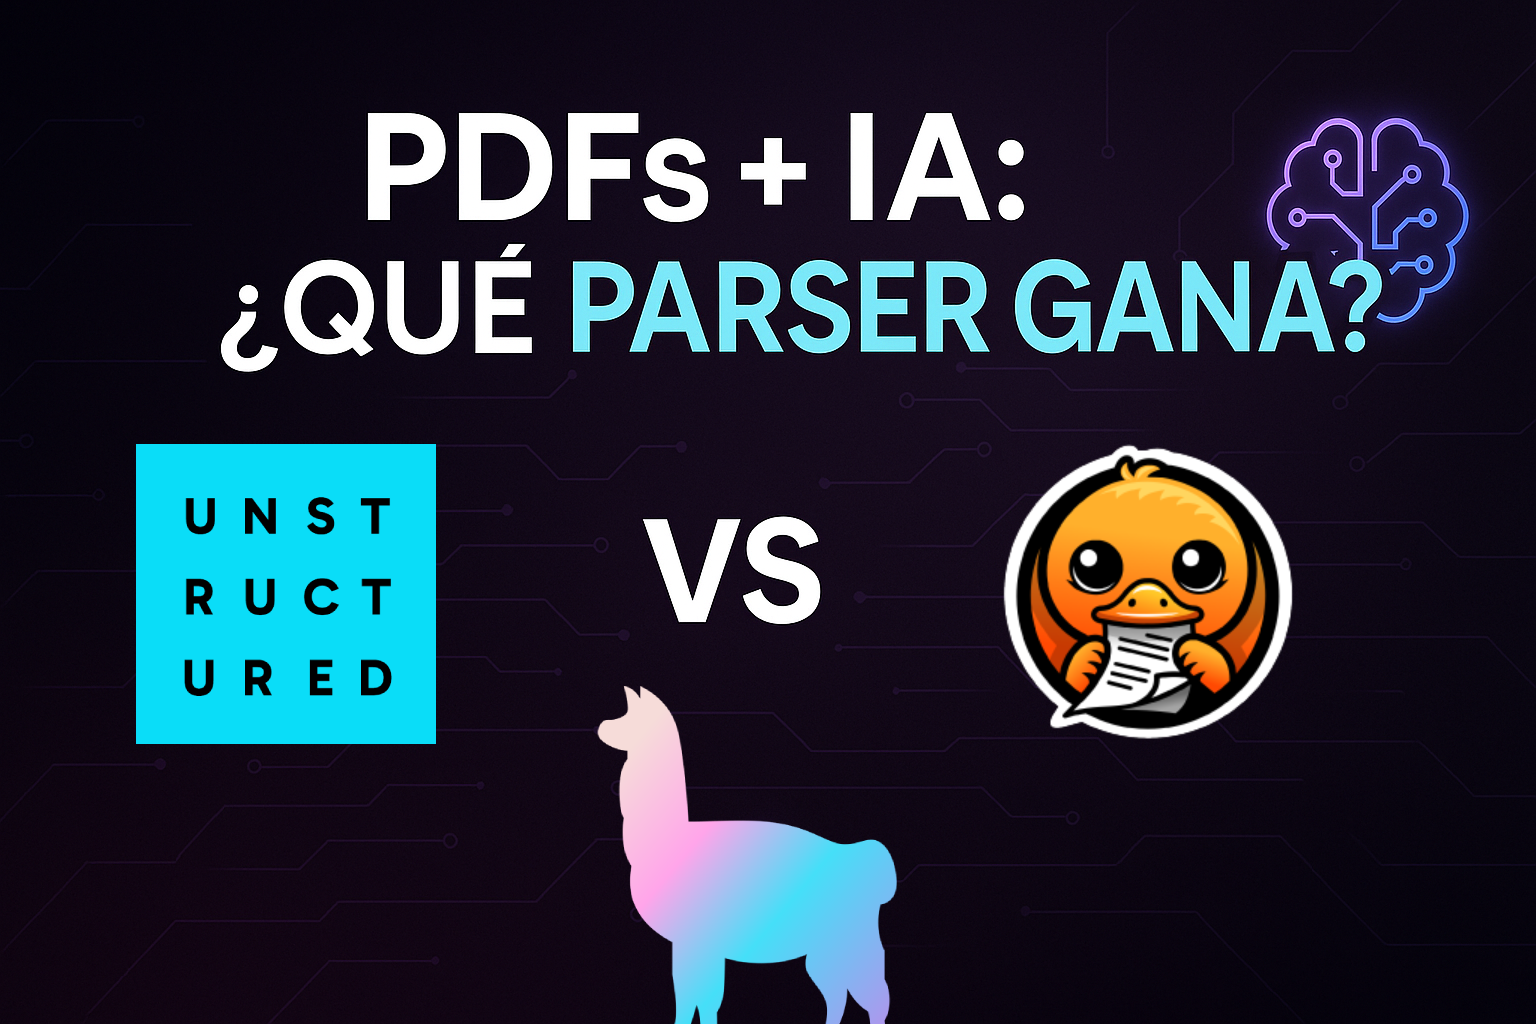 PDFs + IA:
¿QUÉ PARSER GANA?
UNST
RUCT
URED
VS